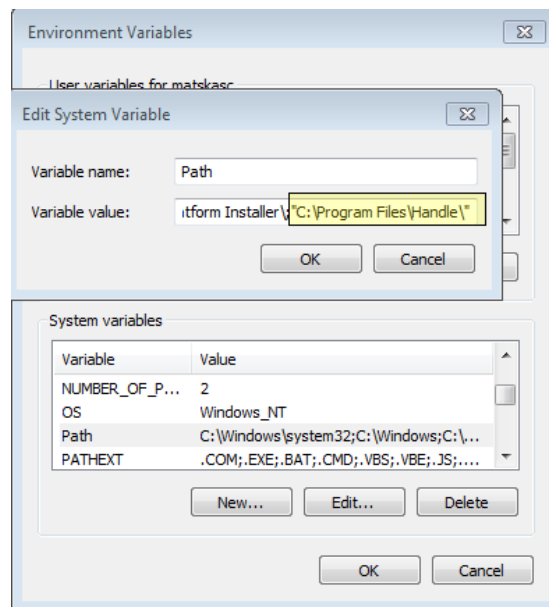 Environment Variables
User variables for matskasc
Edit System Variable
Variable name: Path
Variable value: tform Installer\;"C:\Program Files\Handle\"
OK Cancel
System variables
Variable Value
NUMBER_OF_P... 2
OS Windows_NT
Path C:\Windows\system32;C:\Windows;C:\...
PATHEXT .COM;.EXE;.BAT;.CMD;.VBS;.VBE;.JS;....
New... Edit... Delete
OK Cancel